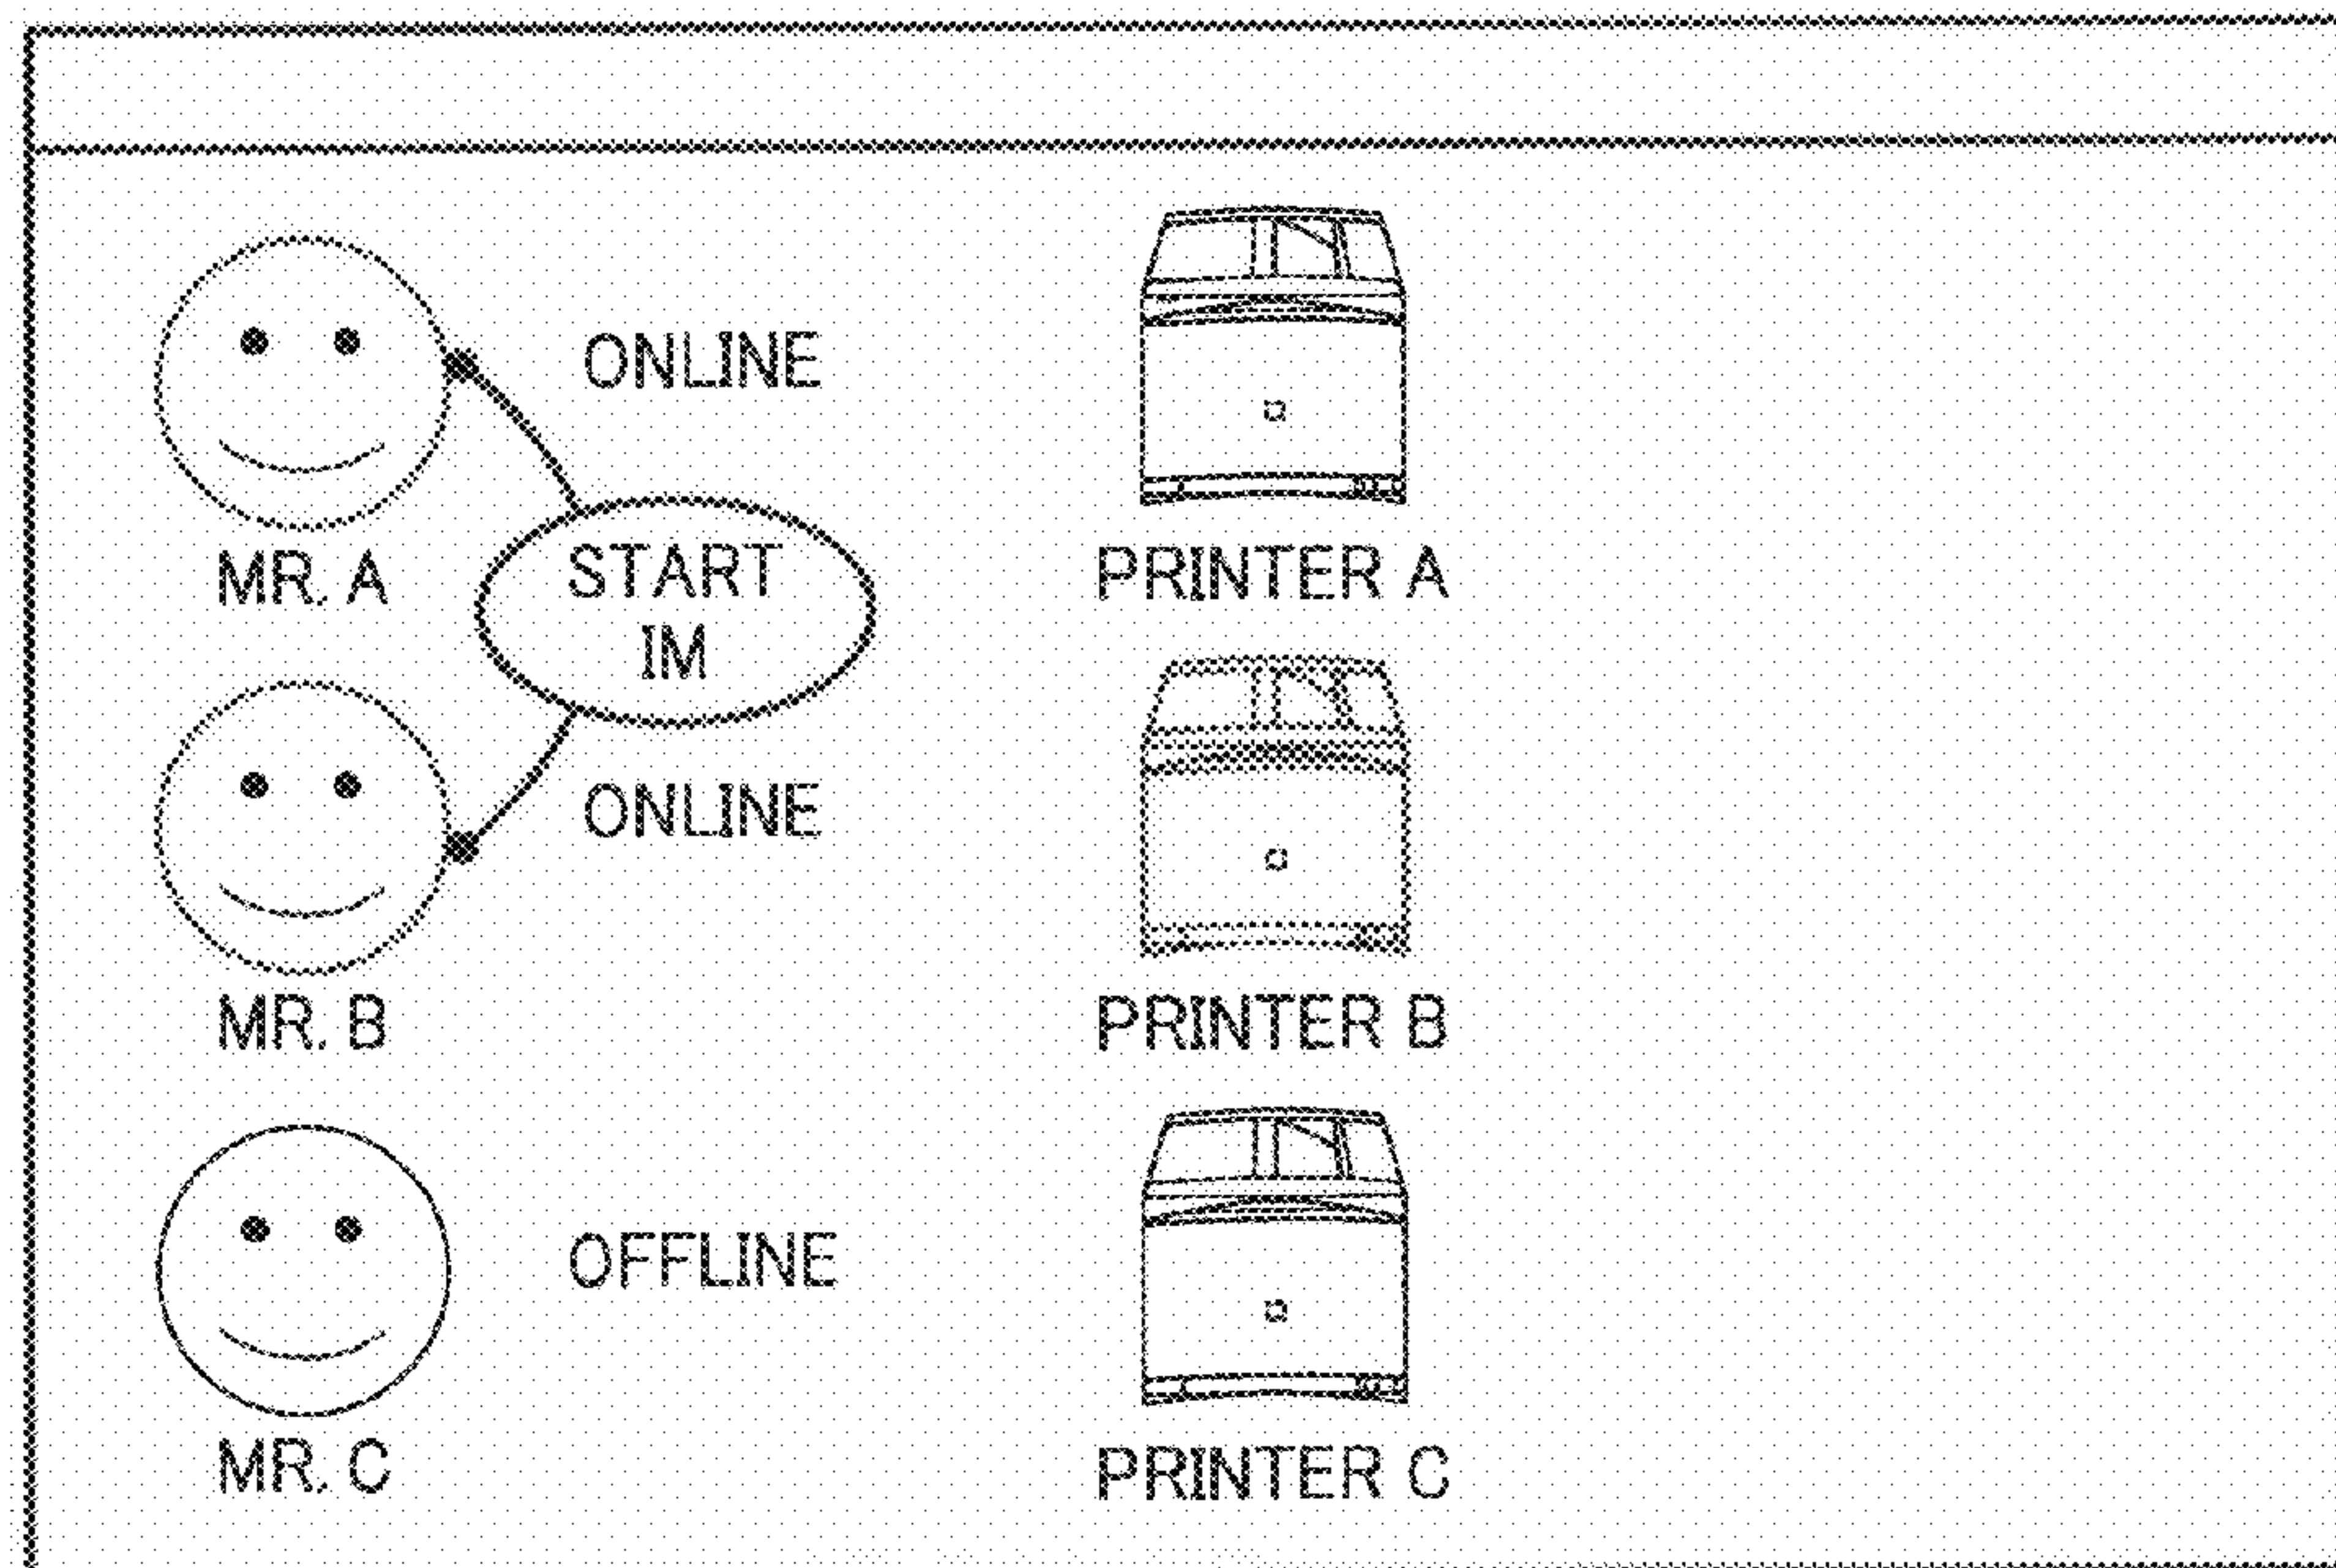 ONLINE
MR. A
START
IM
PRINTER A
ONLINE
MR. B
PRINTER B
OFFLINE
MR. C
PRINTER C